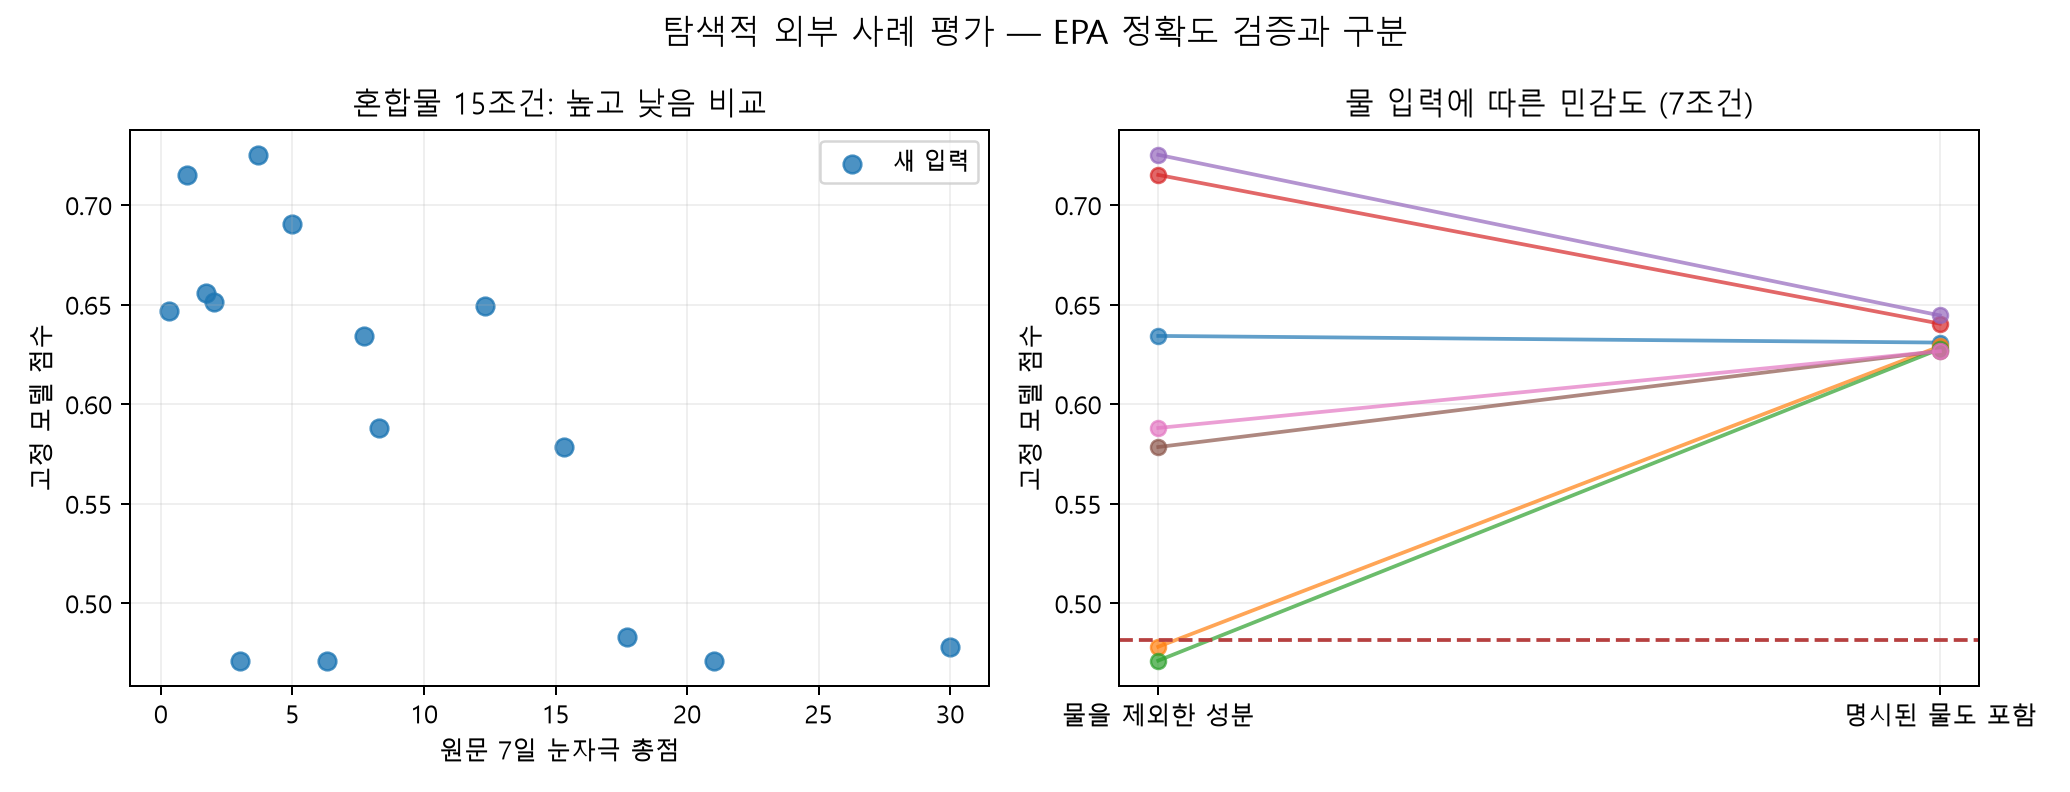 탐색적 외부 사례 평가 — EPA 정확도 검증과 구분
혼합물 15조건: 높고 낮음 비교
새 입력
고정 모델 점수
0.70
0.65
0.60
0.55
0.50
0 5 10 15 20 25 30
원문 7일 눈자극 총점
물 입력에 따른 민감도 (7조건)
고정 모델 점수
0.70
0.65
0.60
0.55
0.50
물을 제외한 성분 명시된 물도 포함